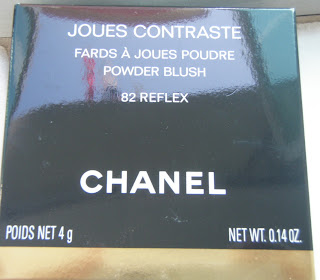 JOUES CONTRASTE
FARDS À JOUES POUDRE
POWDER BLUSH
82 REFLEX
CHANEL
POIDS NET 4 g NET WT. 0.14 OZ.